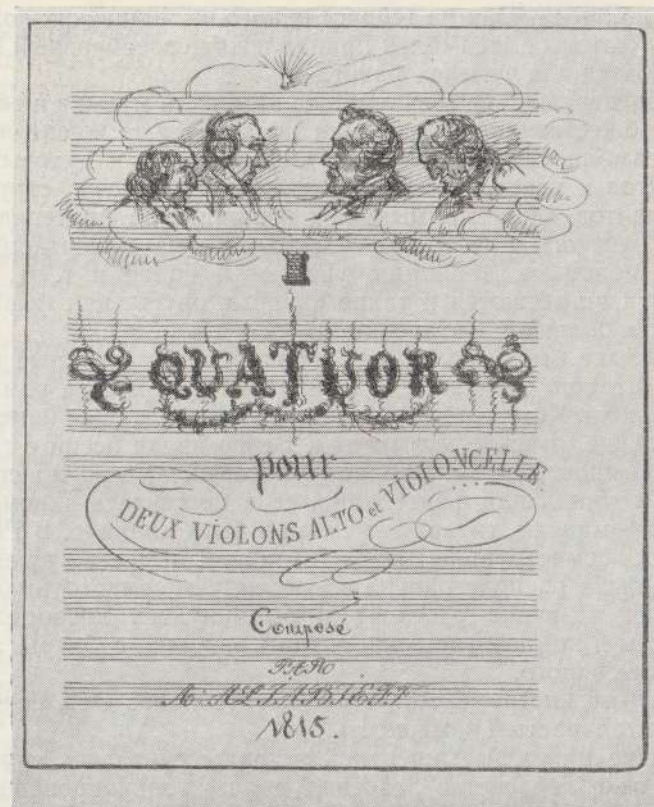 I
QUATUOR
pour
DEUX VIOLONS ALTO et VIOLONCELLE.
Composé
PAR
A: ALIABIEFF
1815.